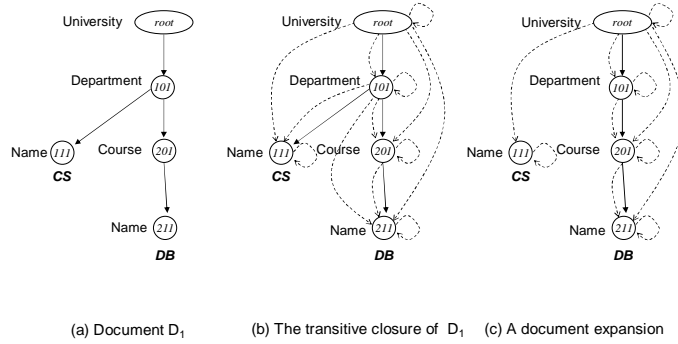 University root
Department 101
Name 111 Course 201
CS
Name 211
DB
(a) Document D1
University root
Department 101
Name 111 Course 201
CS
Name 211
DB
(b) The transitive closure of D1
University root
Department 101
Name 111 Course 201
CS
Name 211
DB
(c) A document expansion